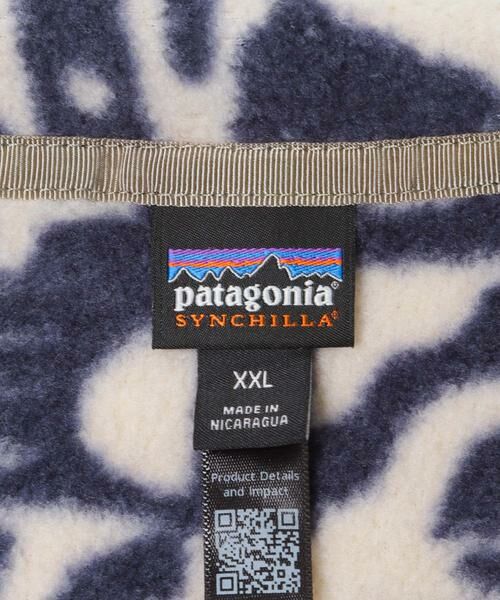 patagonia®
SYNCHILLA®
XXL
MADE IN
NICARAGUA
Product Details
and Impact